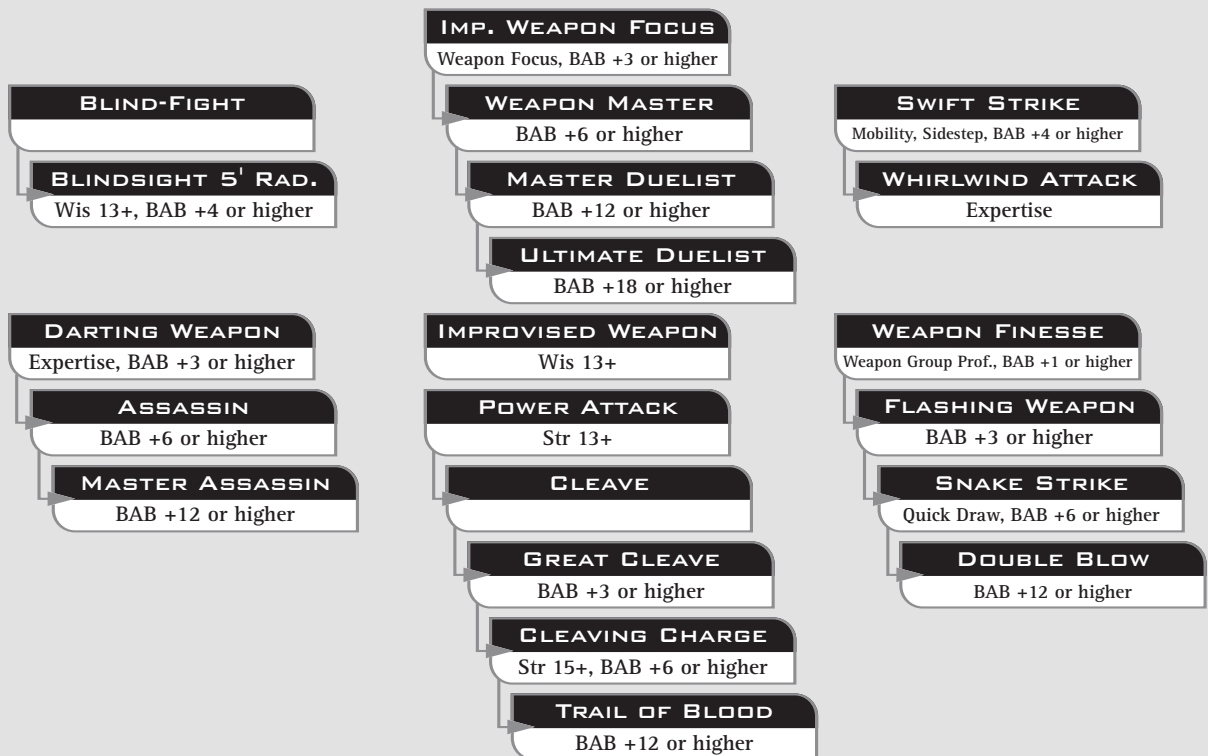 IMP. WEAPON FOCUS
Weapon Focus, BAB +3 or higher
WEAPON MASTER
BAB +6 or higher
MASTER DUELIST
BAB +12 or higher
ULTIMATE DUELIST
BAB +18 or higher
BLIND-FIGHT
BLINDSIGHT 5' RAD.
Wis 13+, BAB +4 or higher
SWIFT STRIKE
Mobility, Sidestep, BAB +4 or higher
WHIRLWIND ATTACK
Expertise
DARTING WEAPON
Expertise, BAB +3 or higher
ASSASSIN
BAB +6 or higher
MASTER ASSASSIN
BAB +12 or higher
IMPROVISED WEAPON
Wis 13+
POWER ATTACK
Str 13+
CLEAVE
GREAT CLEAVE
BAB +3 or higher
CLEAVING CHARGE
Str 15+, BAB +6 or higher
TRAIL OF BLOOD
BAB +12 or higher
WEAPON FINESSE
Weapon Group Prof., BAB +1 or higher
FLASHING WEAPON
BAB +3 or higher
SNAKE STRIKE
Quick Draw, BAB +6 or higher
DOUBLE BLOW
BAB +12 or higher